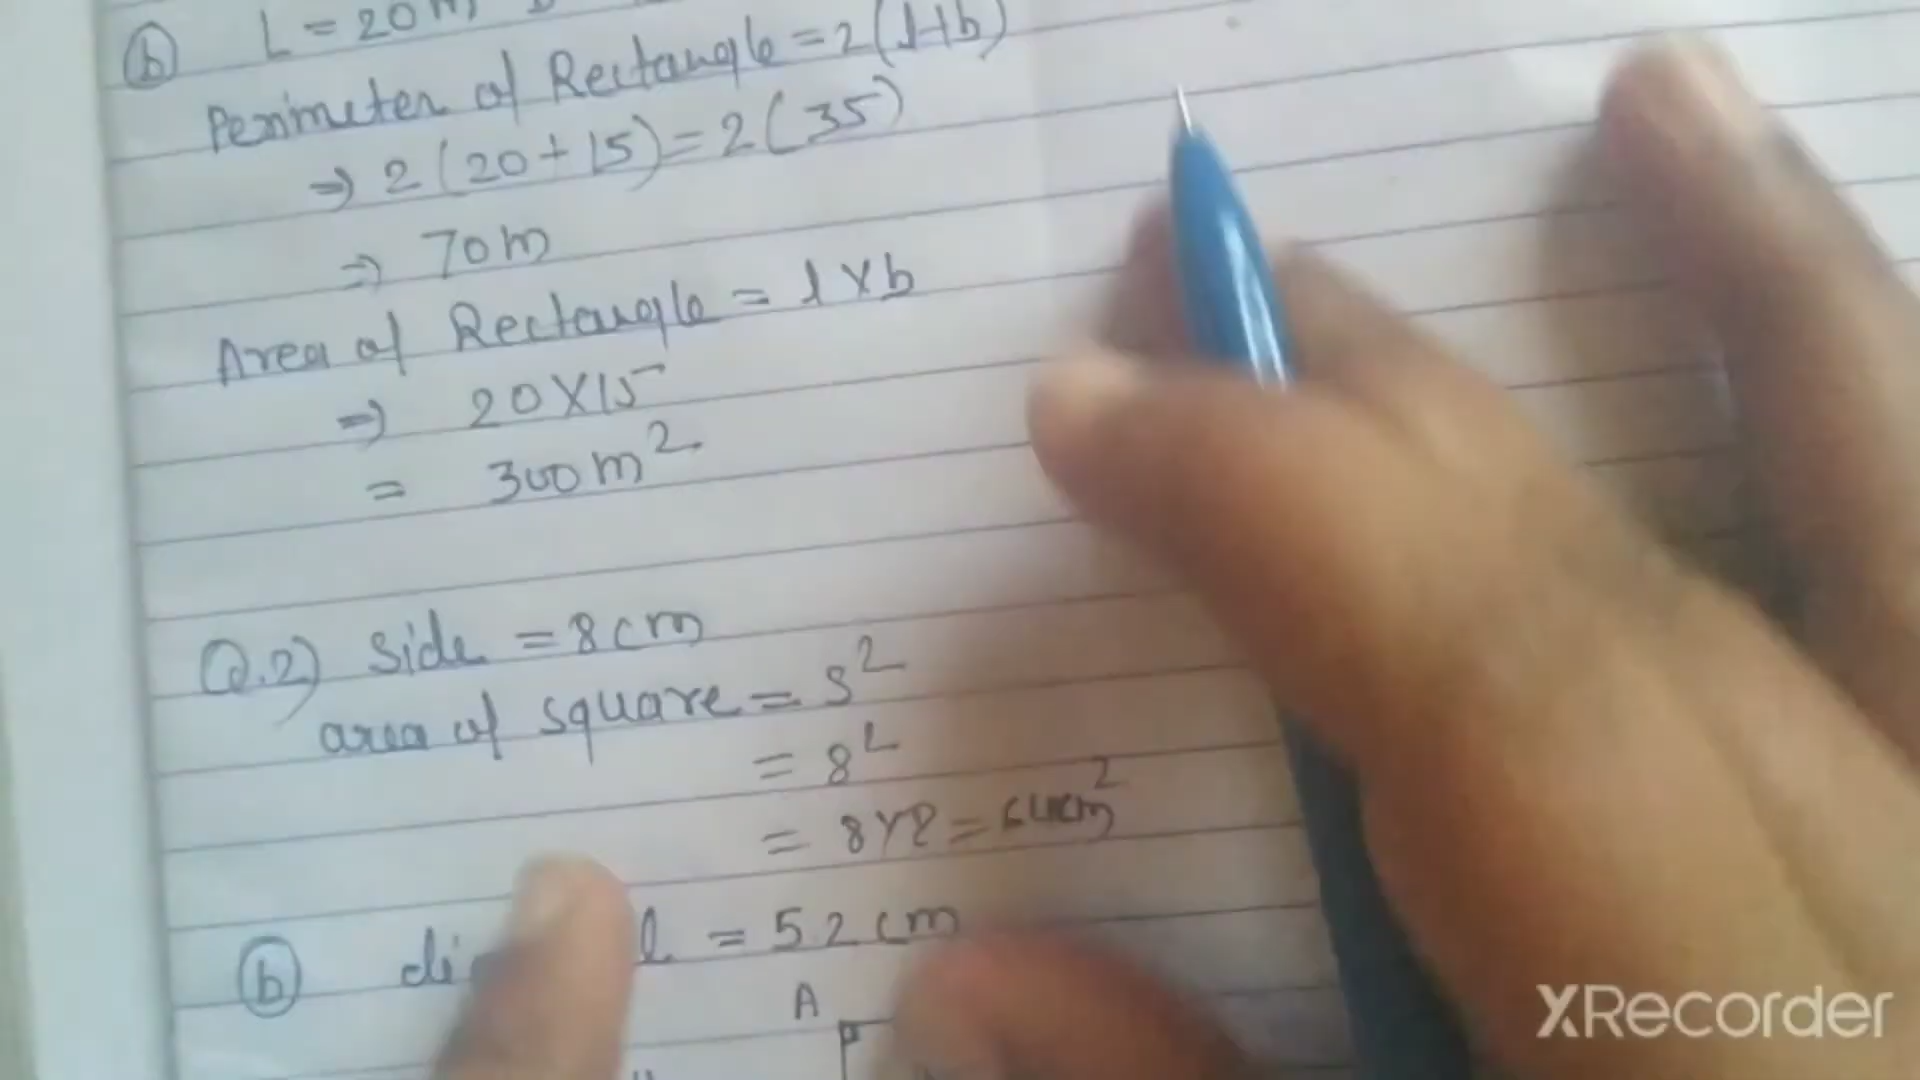 (b) L = 20m
Perimeter of Rectangle = 2(l+b)
⇒ 2(20+15) = 2(35)
⇒ 70m
Area of Rectangle = l×b
⇒ 20×15
= 300m²
Q.2) Side = 8cm
area of square = s²
= 8²
= 8×8 = 64cm²
(b) = 52cm
A
XRecorder